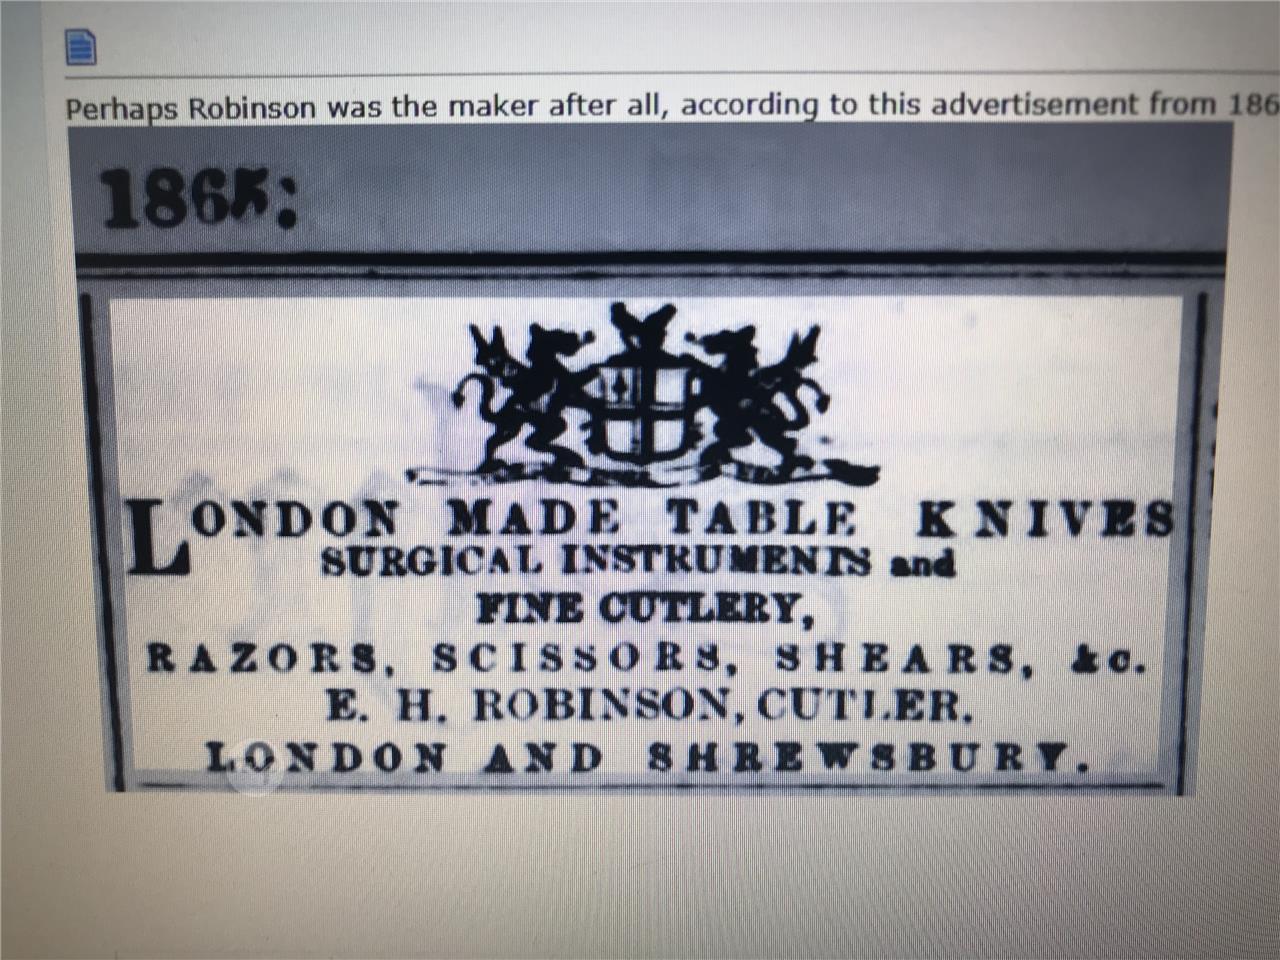 Perhaps Robinson was the maker after all, according to this advertisement from 186
1865:
LONDON MADE TABLE KNIVES
SURGICAL INSTRUMENTS and
FINE CUTLERY,
RAZORS, SCISSORS, SHEARS, &c.
E. H. ROBINSON, CUTLER.
LONDON AND SHREWSBURY.